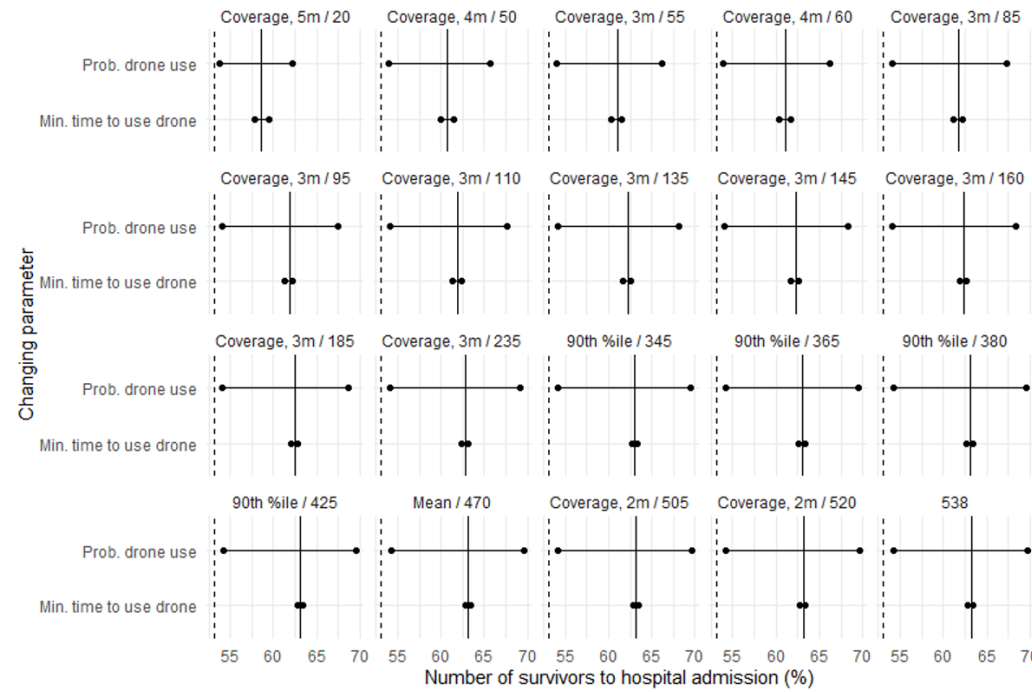 Coverage, 5m / 20 Coverage, 4m / 50 Coverage, 3m / 55 Coverage, 4m / 60 Coverage, 3m / 85
Prob. drone use
Min. time to use drone
Coverage, 3m / 95 Coverage, 3m / 110 Coverage, 3m / 135 Coverage, 3m / 145 Coverage, 3m / 160
Prob. drone use
Min. time to use drone
Changing parameter
Coverage, 3m / 185 Coverage, 3m / 235 90th %ile / 345 90th %ile / 365 90th %ile / 380
Prob. drone use
Min. time to use drone
90th %ile / 425 Mean / 470 Coverage, 2m / 505 Coverage, 2m / 520 538
Prob. drone use
Min. time to use drone
55 60 65 70 55 60 65 70 55 60 65 70 55 60 65 70 55 60 65
Number of survivors to hospital admission (%)